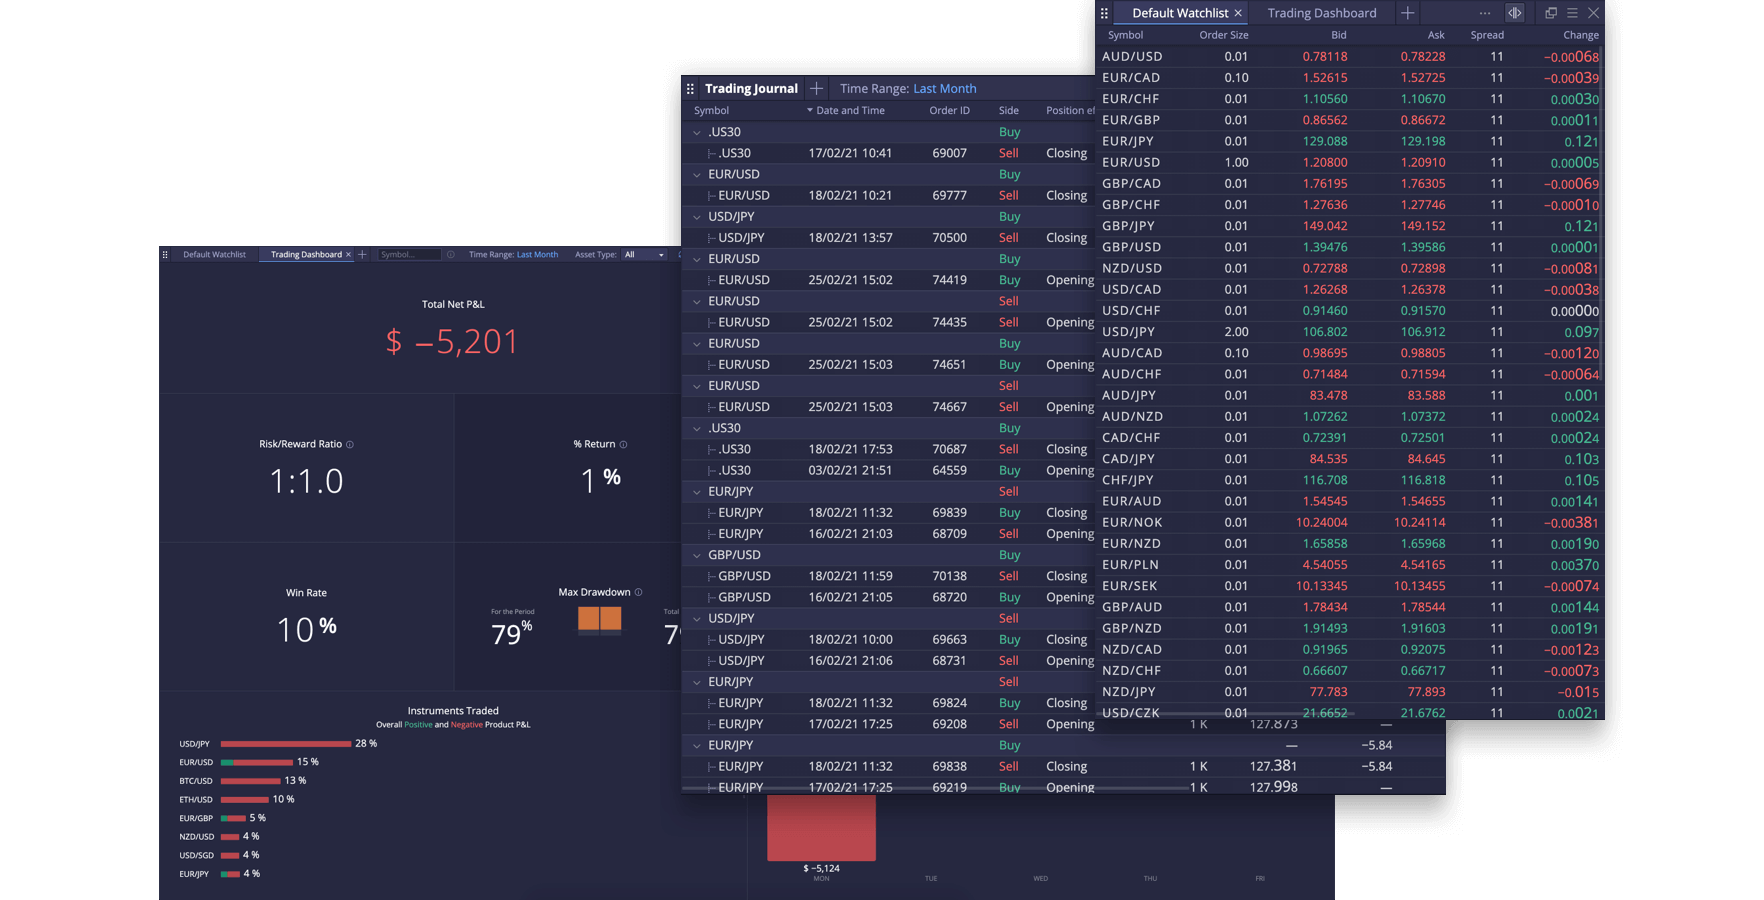 Default Watchlist × Trading Dashboard
Symbol Order Size Bid Ask Spread Change
AUD/USD 0.01 0.78118 0.78228 11 −0.00068
EUR/CAD 0.10 1.52615 1.52725 11 −0.00039
EUR/CHF 0.01 1.10560 1.10670 11 0.00030
EUR/GBP 0.01 0.86562 0.86672 11 0.00011
EUR/JPY 0.01 129.088 129.198 11 0.121
EUR/USD 1.00 1.20800 1.20910 11 0.00005
GBP/CAD 0.01 1.76195 1.76305 11 −0.00069
GBP/CHF 0.01 1.27636 1.27746 11 −0.00010
GBP/JPY 0.01 149.042 149.152 11 0.121
GBP/USD 0.01 1.39476 1.39586 11 0.00001
NZD/USD 0.01 0.72788 0.72898 11 −0.00081
USD/CAD 0.01 1.26268 1.26378 11 −0.00038
USD/CHF 0.01 0.91460 0.91570 11 0.00000
USD/JPY 2.00 106.802 106.912 11 0.097
AUD/CAD 0.10 0.98695 0.98805 11 −0.00120
AUD/CHF 0.01 0.71484 0.71594 11 −0.00064
AUD/JPY 0.01 83.478 83.588 11 0.001
AUD/NZD 0.01 1.07262 1.07372 11 0.00024
CAD/CHF 0.01 0.72391 0.72501 11 0.00024
CAD/JPY 0.01 84.535 84.645 11 0.103
CHF/JPY 0.01 116.708 116.818 11 0.105
EUR/AUD 0.01 1.54545 1.54655 11 0.00141
EUR/NOK 0.01 10.24004 10.24114 11 −0.00381
EUR/NZD 0.01 1.65858 1.65968 11 0.00190
EUR/PLN 0.01 4.54055 4.54165 11 0.00370
EUR/SEK 0.01 10.13345 10.13455 11 −0.00074
GBP/AUD 0.01 1.78434 1.78544 11 0.00144
GBP/NZD 0.01 1.91493 1.91603 11 0.00191
NZD/CAD 0.01 0.91965 0.92075 11 −0.00123
NZD/CHF 0.01 0.66607 0.66717 11 −0.00073
NZD/JPY 0.01 77.783 77.893 11 −0.015
USD/CZK 0.01 21.6652 21.6762 11 0.021
Trading Journal Time Range: Last Month
Symbol Date and Time Order ID Side Position ef
.US30 Buy
.US30 17/02/21 10:41 69007 Sell Closing
EUR/USD Buy
EUR/USD 18/02/21 10:21 69777 Sell Closing
USD/JPY Buy
USD/JPY 18/02/21 13:57 70500 Sell Closing
EUR/USD Buy
EUR/USD 25/02/21 15:02 74419 Buy Opening
EUR/USD Sell
EUR/USD 25/02/21 15:02 74435 Sell Opening
EUR/USD Buy
EUR/USD 25/02/21 15:03 74651 Buy Opening
EUR/USD Sell
EUR/USD 25/02/21 15:03 74667 Sell Opening
.US30 Buy
.US30 18/02/21 17:53 70687 Sell Closing
.US30 03/02/21 21:51 64559 Buy Opening
EUR/JPY Sell
EUR/JPY 18/02/21 11:32 69839 Buy Closing
EUR/JPY 16/02/21 21:03 68709 Sell Opening
GBP/USD Buy
GBP/USD 18/02/21 11:59 70138 Sell Closing
GBP/USD 16/02/21 21:05 68720 Buy Opening
USD/JPY Sell
USD/JPY 18/02/21 10:00 69663 Buy Closing
USD/JPY 16/02/21 21:06 68731 Sell Opening
EUR/JPY Sell
EUR/JPY 18/02/21 11:32 69824 Buy Closing
EUR/JPY 17/02/21 17:25 69208 Sell Opening 1 K 127.873 —
EUR/JPY Buy — −5.84
EUR/JPY 18/02/21 11:32 69838 Sell Closing 1 K 127.381 −5.84
EUR/JPY 17/02/21 17:25 69219 Buy Opening 1 K 127.998 —
Default Watchlist Trading Dashboard × Symbol... Time Range: Last Month Asset Type: All
Total Net P&L
$ −5,201
Risk/Reward Ratio
1:1.0
% Return
1 %
Win Rate
10 %
Max Drawdown
For the Period Total
79%
Instruments Traded
Overall Positive and Negative Product P&L
USD/JPY 28 %
EUR/USD 15 %
BTC/USD 13 %
ETH/USD 10 %
EUR/GBP 5 %
NZD/USD 4 %
USD/SGD 4 %
EUR/JPY 4 %
$ −5,124
MON TUE WED THU FRI